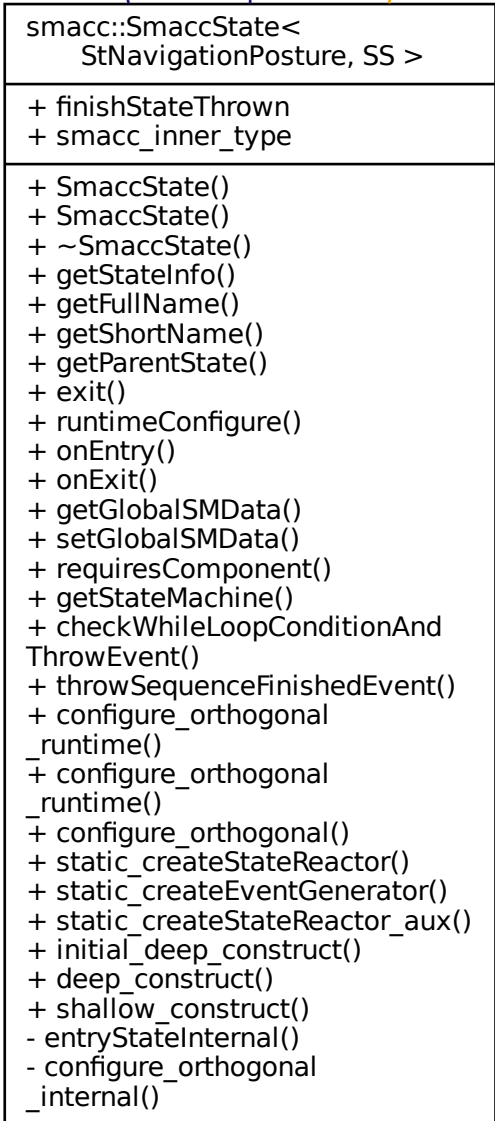 smacc::SmaccState<
StNavigationPosture, SS >
+ finishStateThrown
+ smacc_inner_type
+ SmaccState()
+ SmaccState()
+ ~SmaccState()
+ getStateInfo()
+ getFullName()
+ getShortName()
+ getParentState()
+ exit()
+ runtimeConfigure()
+ onEntry()
+ onExit()
+ getGlobalSMData()
+ setGlobalSMData()
+ requiresComponent()
+ getStateMachine()
+ checkWhileLoopConditionAnd
ThrowEvent()
+ throwSequenceFinishedEvent()
+ configure_orthogonal
_runtime()
+ configure_orthogonal
_runtime()
+ configure_orthogonal()
+ static_createStateReactor()
+ static_createEventGenerator()
+ static_createStateReactor_aux()
+ initial_deep_construct()
+ deep_construct()
+ shallow_construct()
- entryStateInternal()
- configure_orthogonal
_internal()